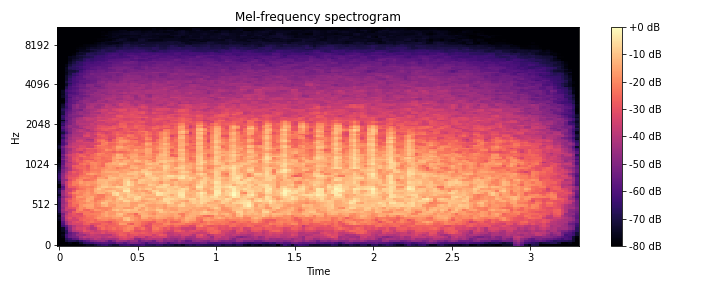 Mel-frequency spectrogram
Hz
8192
4096
2048
1024
512
0
0
0.5
1
1.5
2
2.5
3
Time
+0 dB
-10 dB
-20 dB
-30 dB
-40 dB
-50 dB
-60 dB
-70 dB
-80 dB